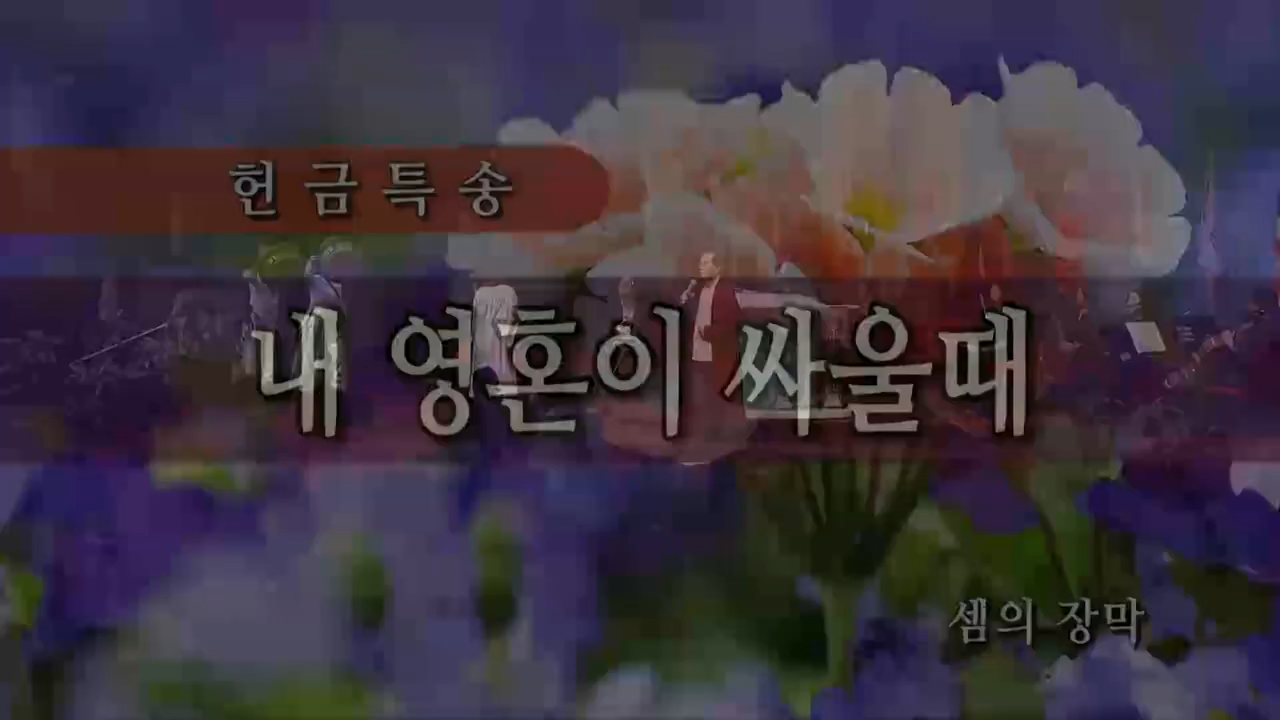 헌금특송
내 영혼이 싸울때
셈의 장막